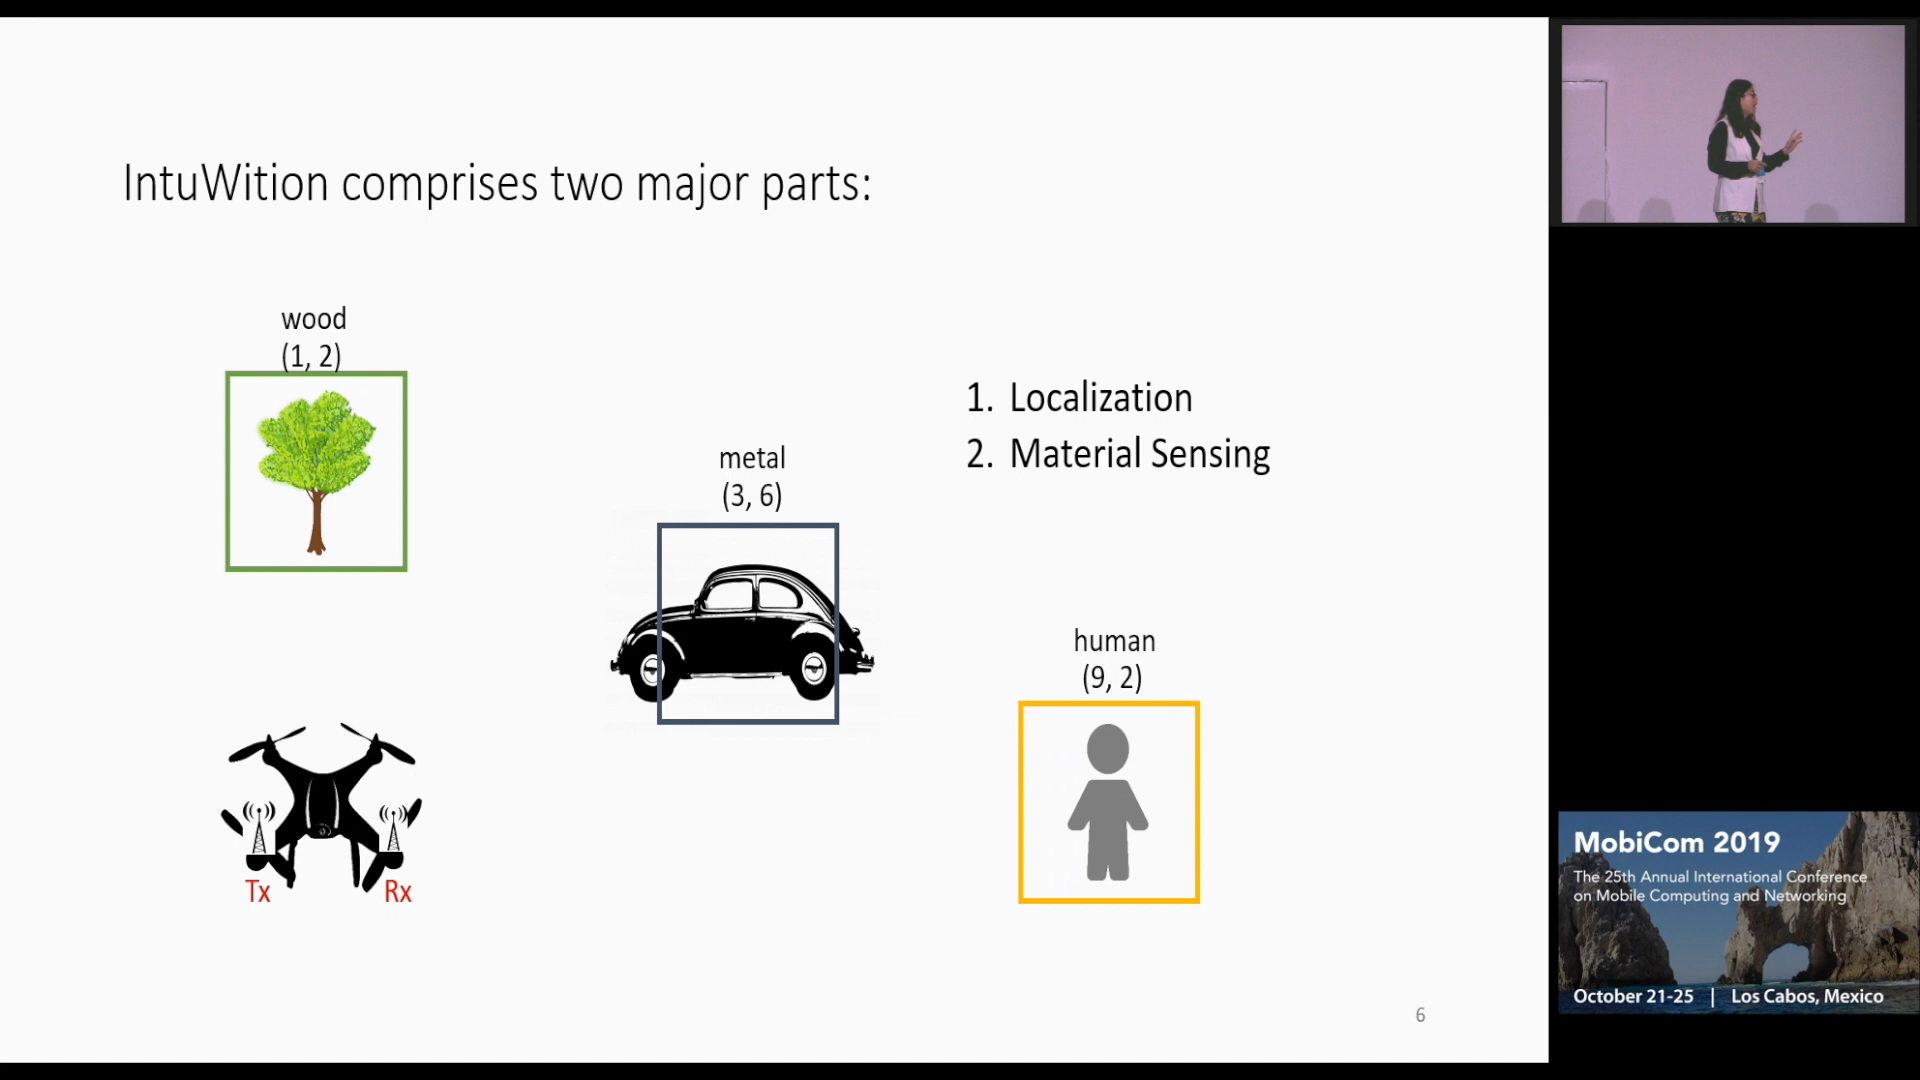 IntuWition comprises two major parts:
wood
(1, 2)
metal
(3, 6)
1. Localization
2. Material Sensing
human
(9, 2)
Tx
Rx
6
MobiCom 2019
The 25th Annual International Conference
on Mobile Computing and Networking
October 21-25 | Los Cabos, Mexico